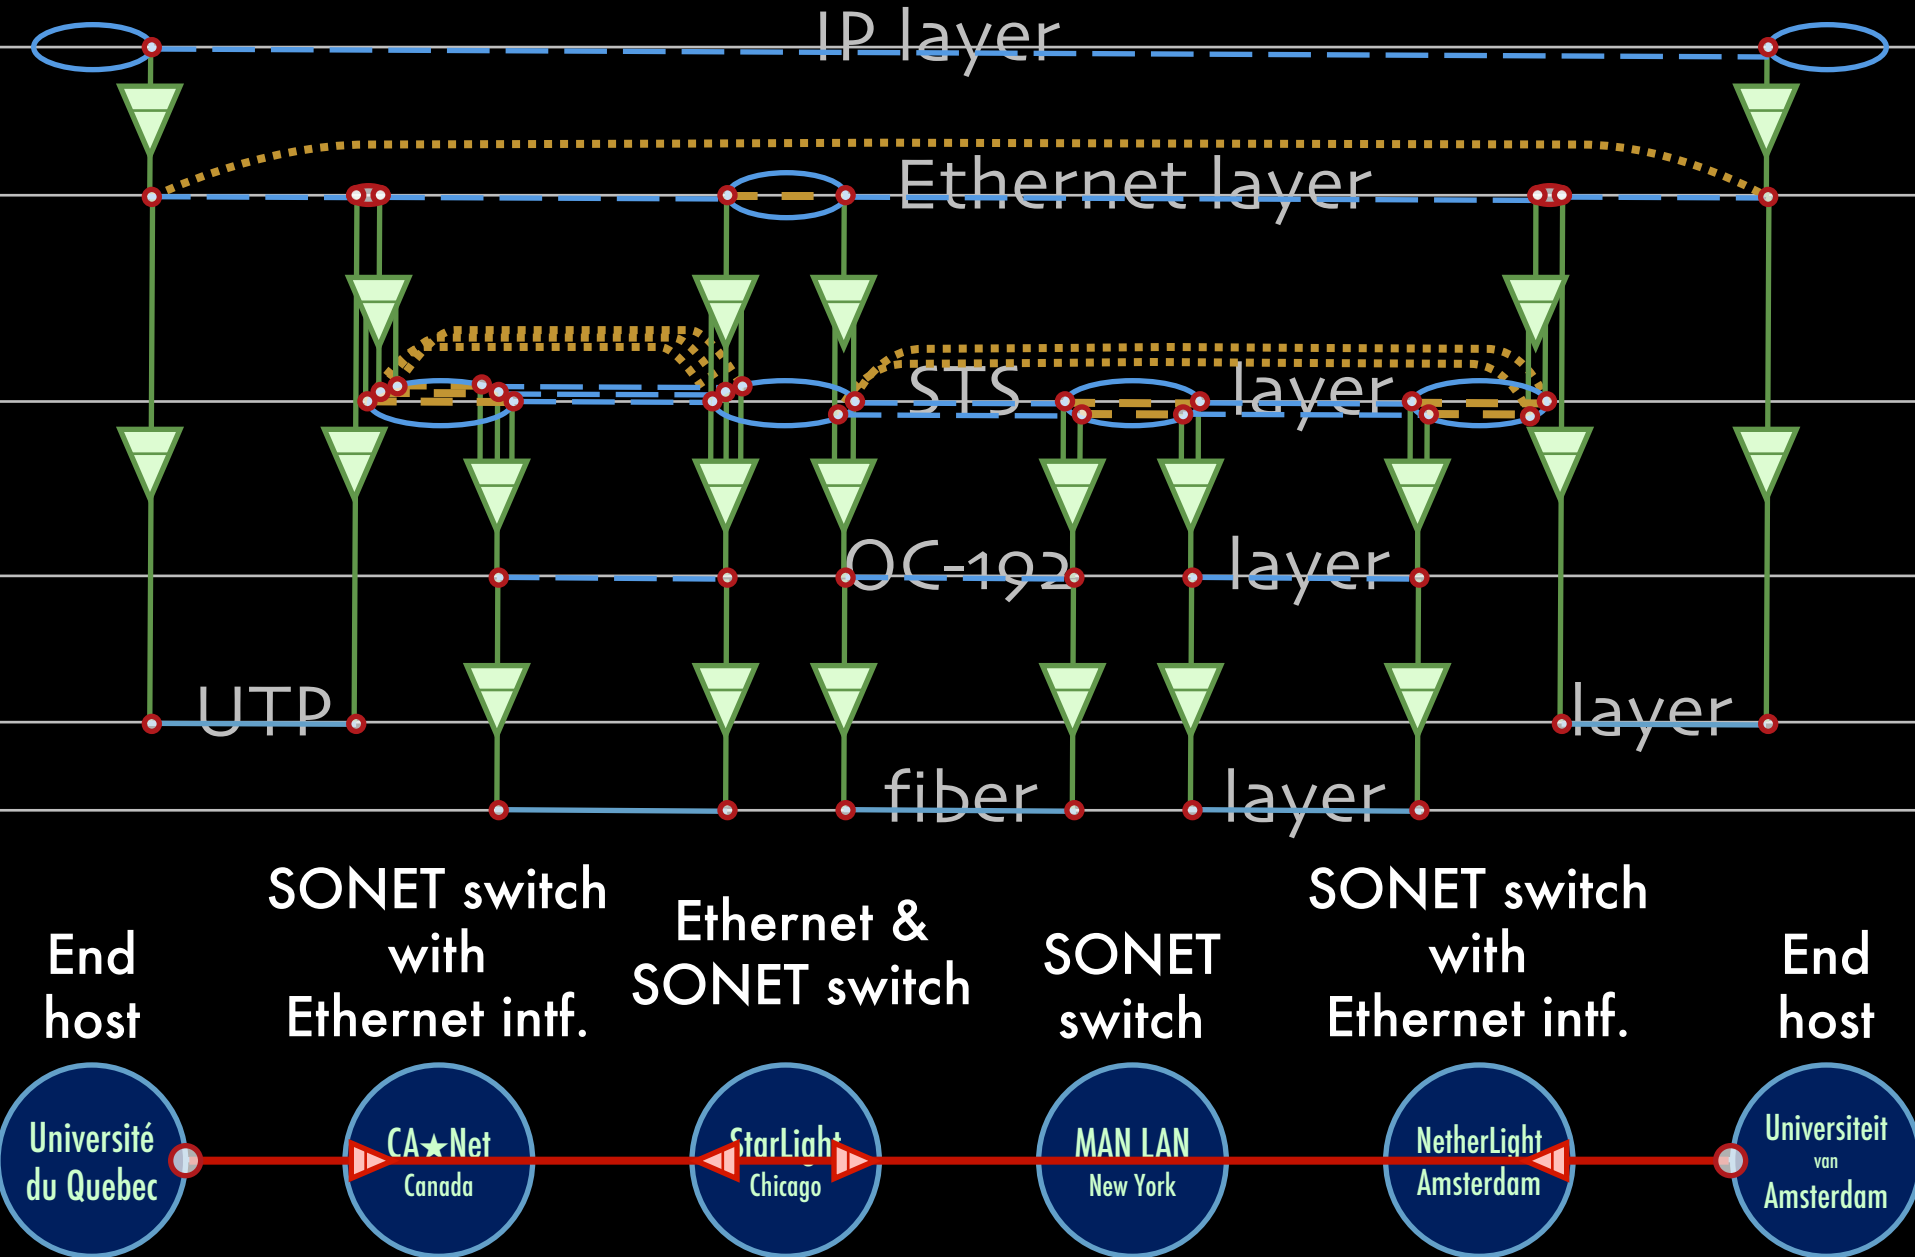 IP layer
Ethernet layer
STS layer
OC-192 layer
UTP layer
fiber layer
End
host
SONET switch
with
Ethernet intf.
Ethernet &
SONET switch
SONET
switch
SONET switch
with
Ethernet intf.
End
host
Université
du Quebec
CA★Net
Canada
StarLight
Chicago
MAN LAN
New York
NetherLight
Amsterdam
Universiteit
van
Amsterdam